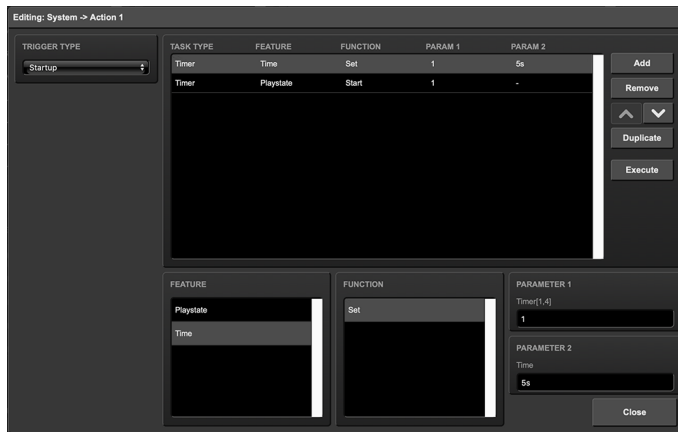 Editing: System -> Action 1
TRIGGER TYPE
Startup
TASK TYPE FEATURE FUNCTION PARAM 1 PARAM 2
Timer Time Set 1 5s
Timer Playstate Start 1 -
Add
Remove
Duplicate
Execute
FEATURE
Playstate
Time
FUNCTION
Set
PARAMETER 1
Timer[1,4]
1
PARAMETER 2
Time
5s
Close